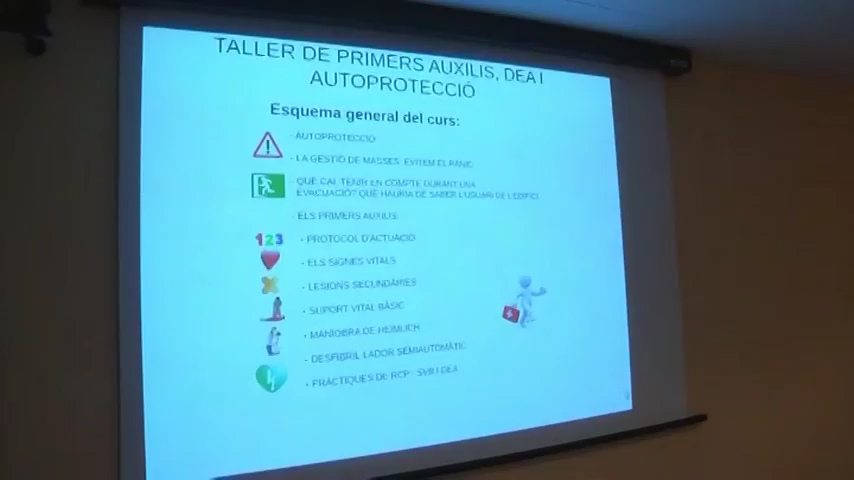 TALLER DE PRIMERS AUXILIS, DEA I
AUTOPROTECCIÓ
Esquema general del curs:
- AUTOPROTECCIÓ
- LA GESTIÓ DE MASSES: EVITEM EL PÀNIC
- QUÈ CAL TENIR EN COMPTE DURANT UNA
EVACUACIÓ? QUÈ HAURIA DE SABER L'USUARI DE L'EDIFICI
- ELS PRIMERS AUXILIS
123
- PROTOCOL D'ACTUACIÓ
- ELS SIGNES VITALS
- LESIONS SECUNDÀRIES
- SUPORT VITAL BÀSIC
- MANIOBRA DE HEIMLICH
- DESFIBRIL·LADOR SEMIAUTOMÀTIC
- PRÀCTIQUES DE RCP - SVB I DEA